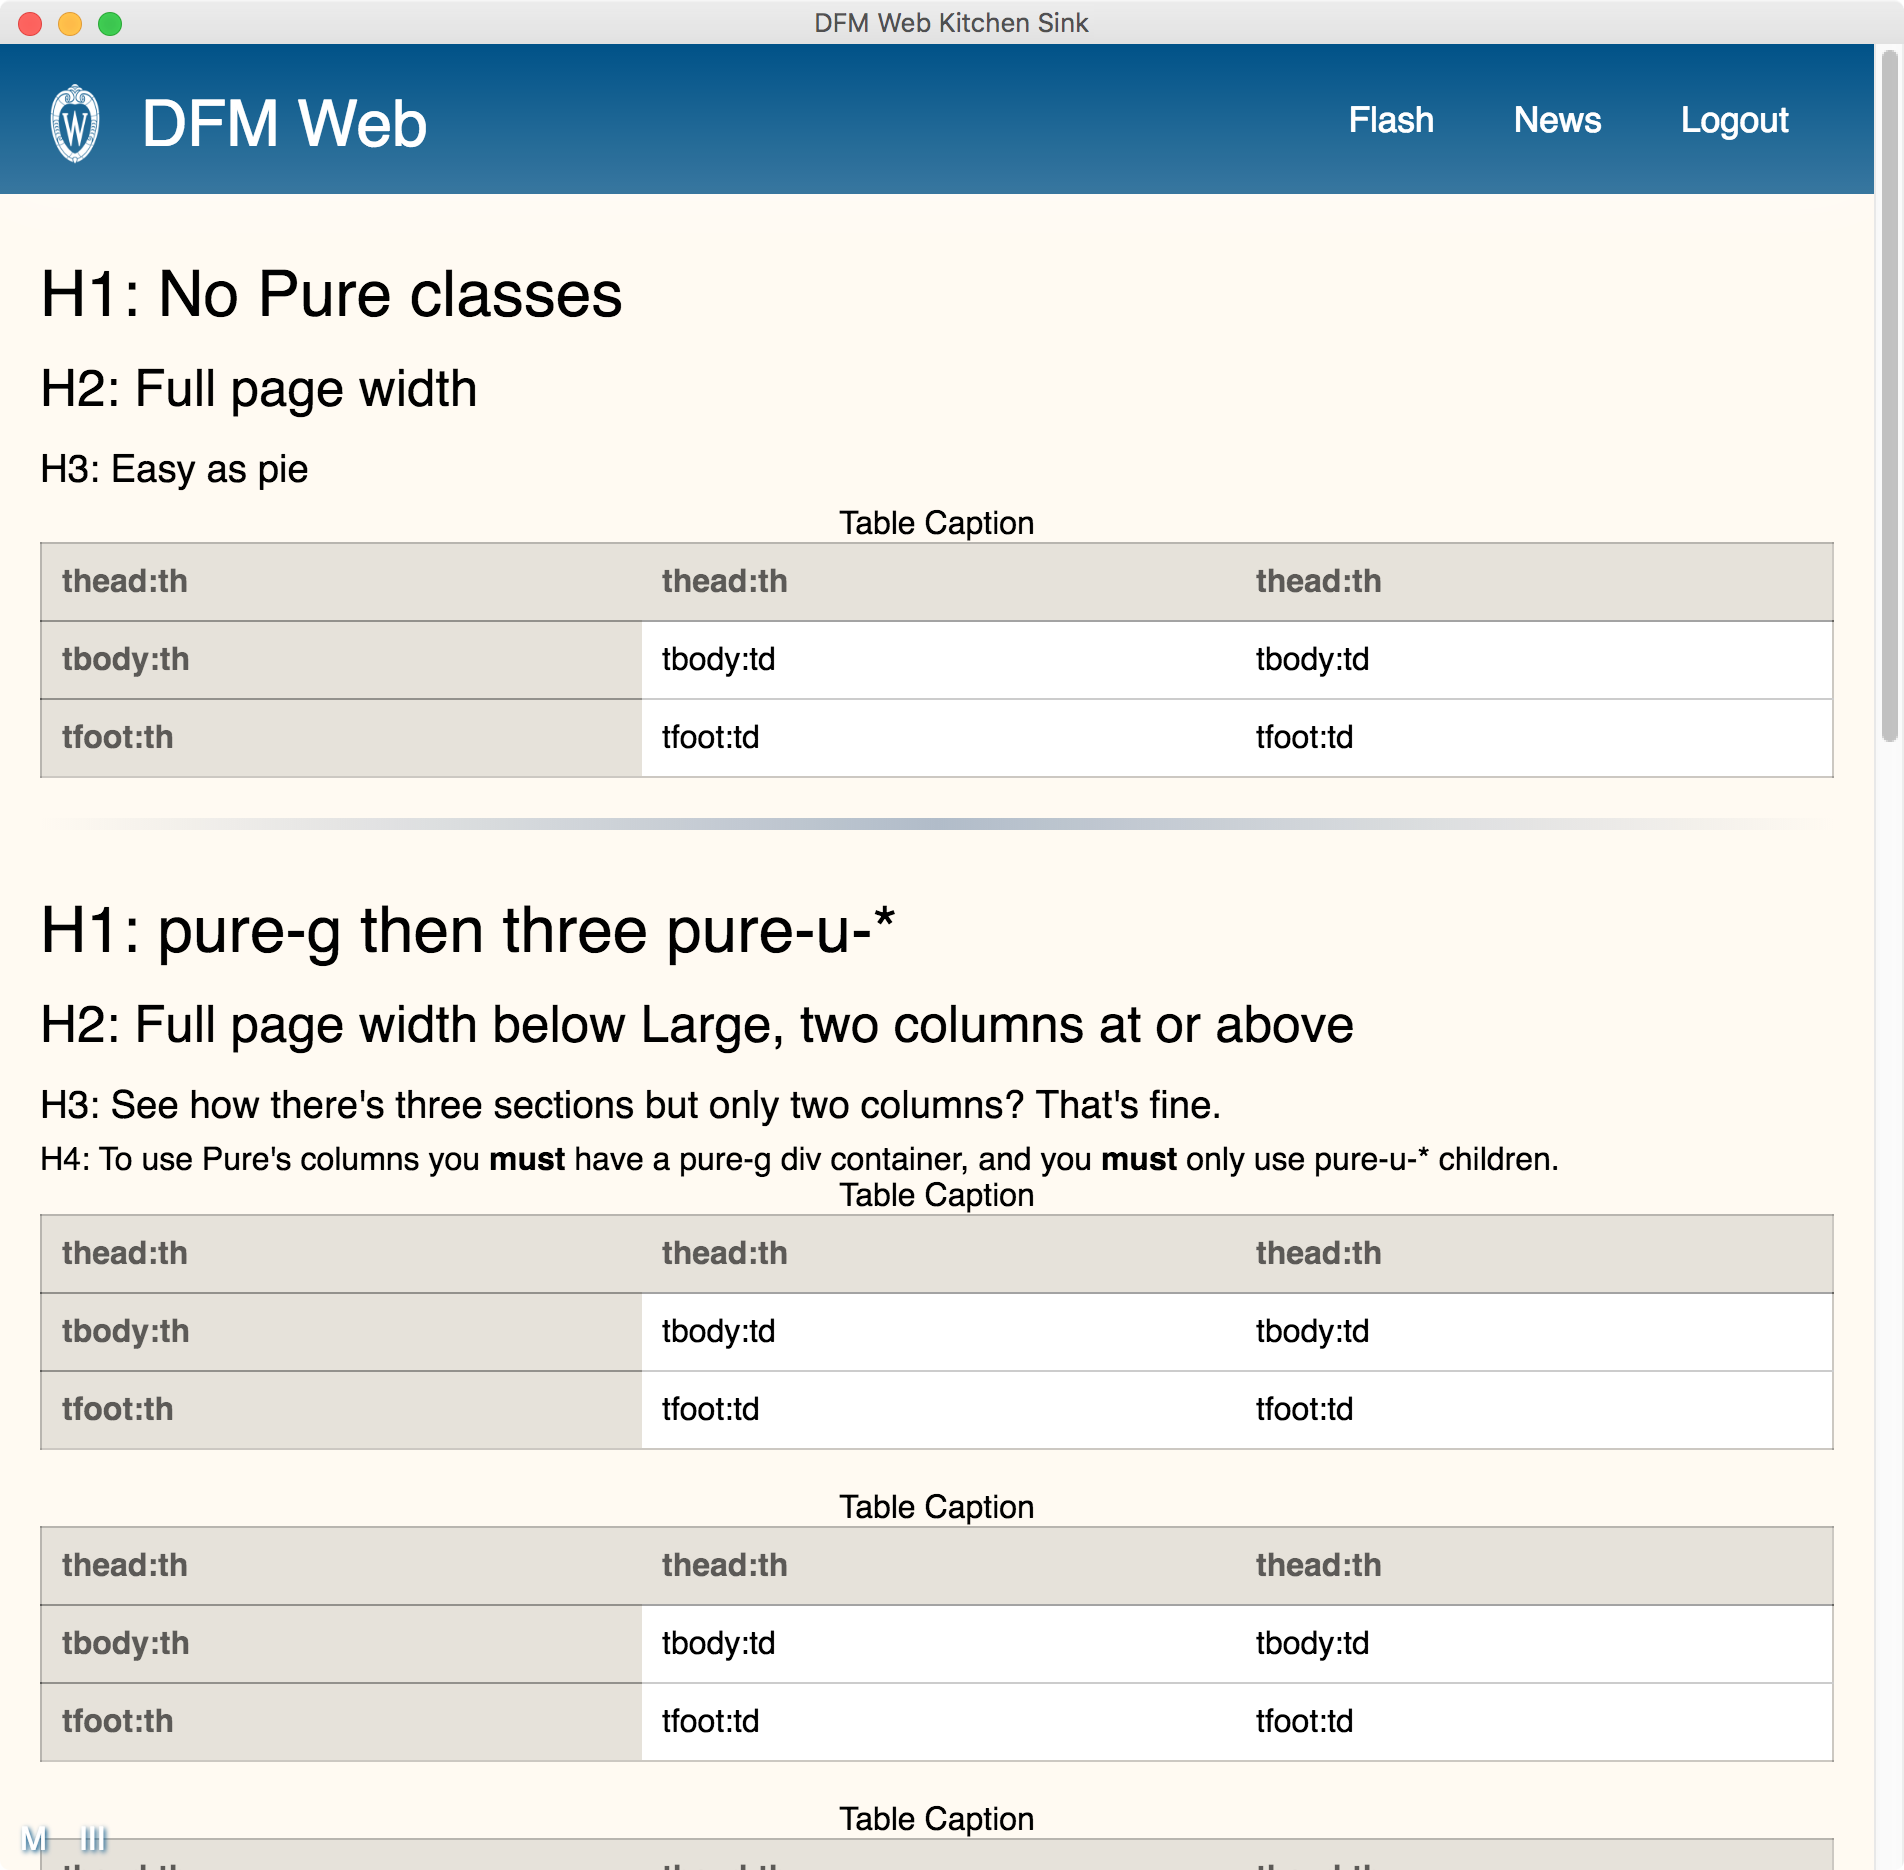 DFM Web Kitchen Sink
W DFM Web Flash News Logout
H1: No Pure classes
H2: Full page width
H3: Easy as pie
Table Caption
thead:th thead:th thead:th
tbody:th tbody:td tbody:td
tfoot:th tfoot:td tfoot:td
H1: pure-g then three pure-u-*
H2: Full page width below Large, two columns at or above
H3: See how there's three sections but only two columns? That's fine.
H4: To use Pure's columns you must have a pure-g div container, and you must only use pure-u-* children.
Table Caption
thead:th thead:th thead:th
tbody:th tbody:td tbody:td
tfoot:th tfoot:td tfoot:td
Table Caption
thead:th thead:th thead:th
tbody:th tbody:td tbody:td
tfoot:th tfoot:td tfoot:td
Table Caption
M III